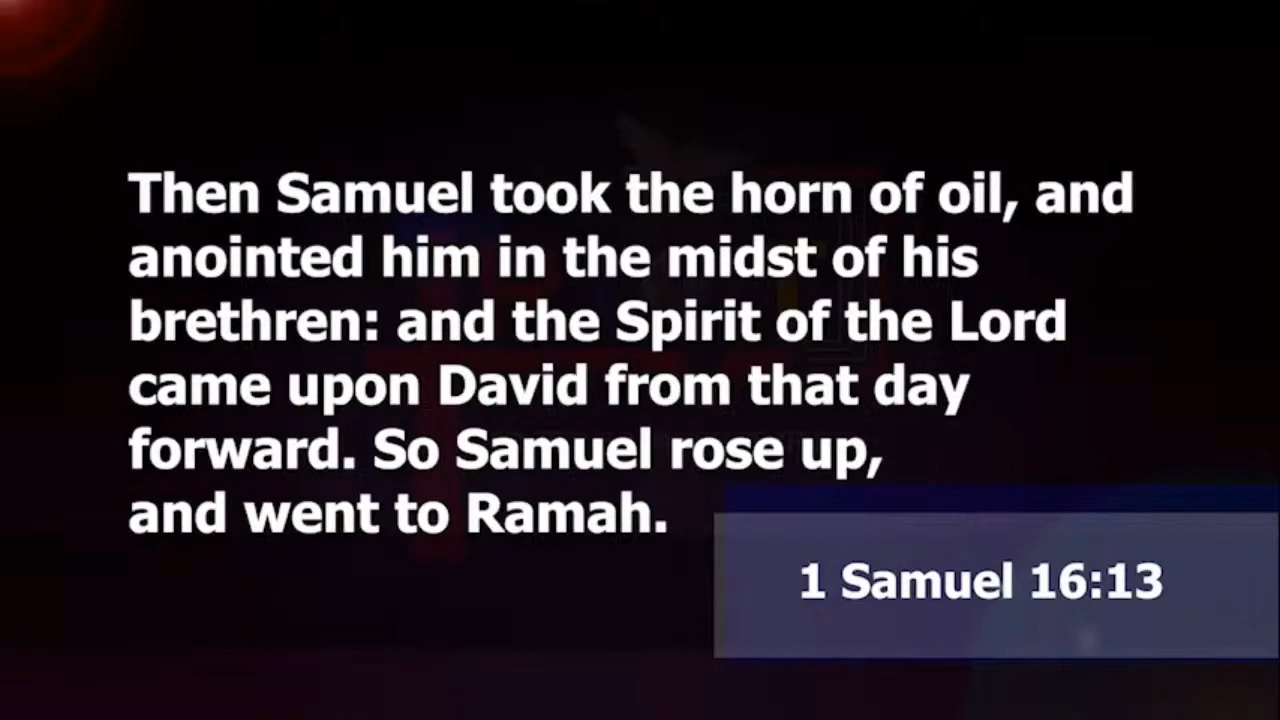 Then Samuel took the horn of oil, and
anointed him in the midst of his
brethren: and the Spirit of the Lord
came upon David from that day
forward. So Samuel rose up,
and went to Ramah.
1 Samuel 16:13